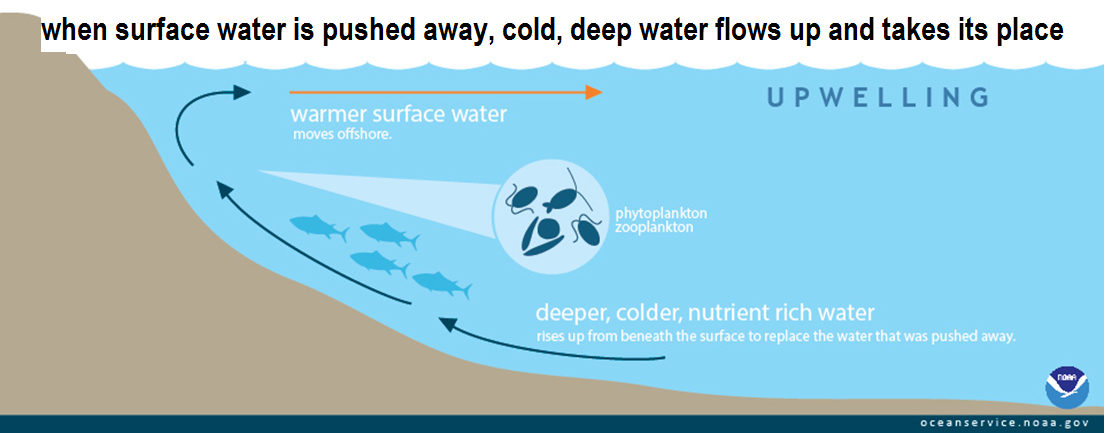 when surface water is pushed away, cold, deep water flows up and takes its place
UPWELLING
warmer surface water
moves offshore.
phytoplankton
zooplankton
deeper, colder, nutrient rich water
rises up from beneath the surface to replace the water that was pushed away.
noaa
oceanservice.noaa.gov